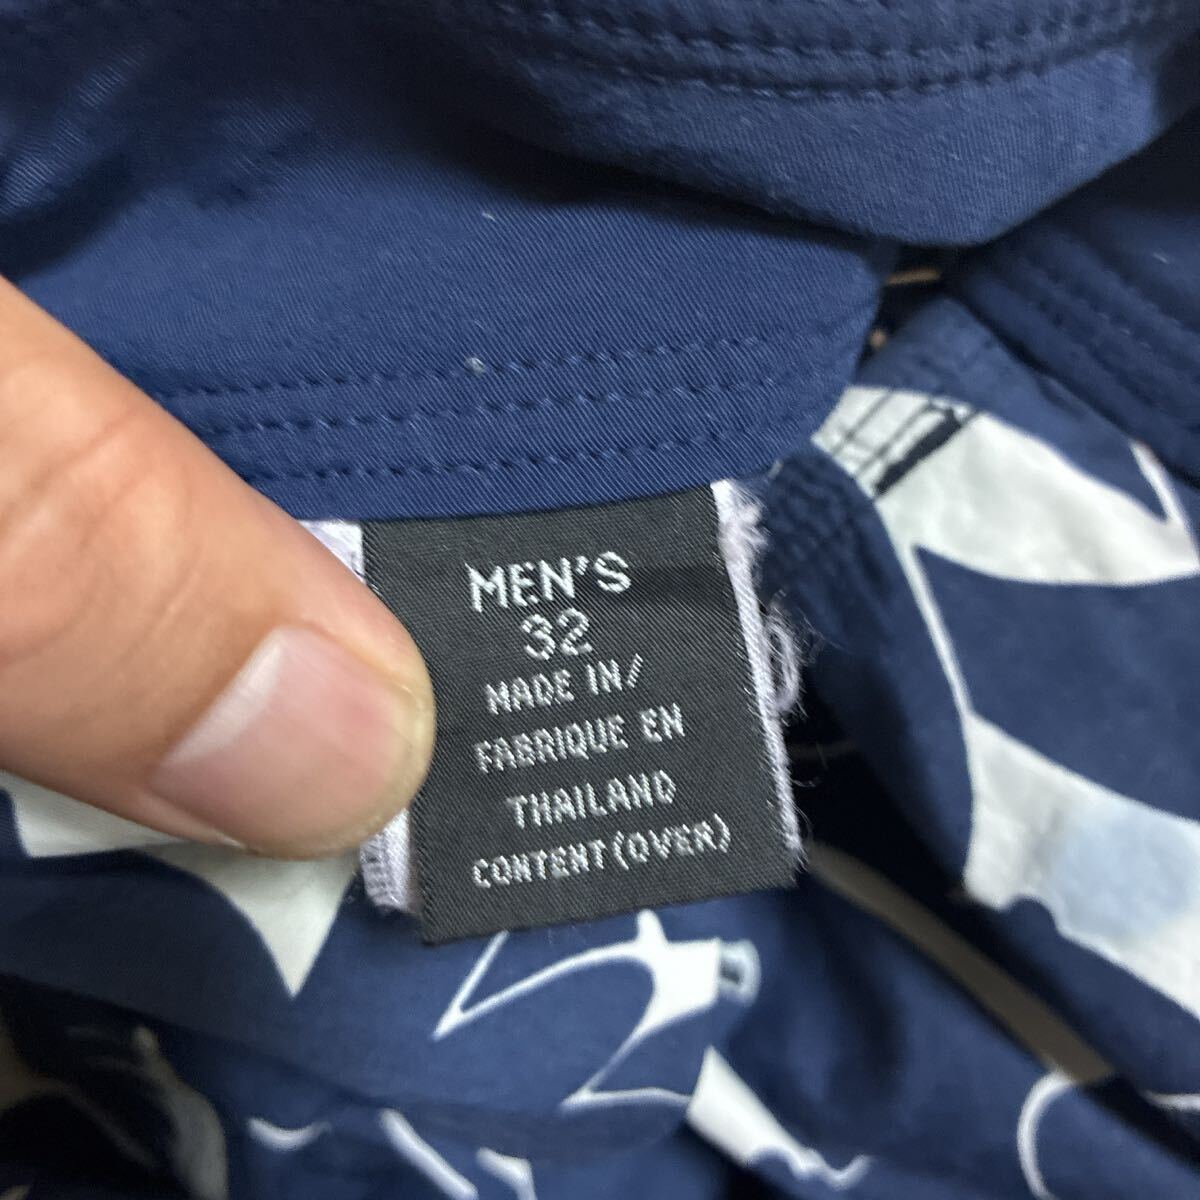 MEN'S
32
MADE IN/
FABRIQUE EN
THAILAND
CONTENT (OVER)